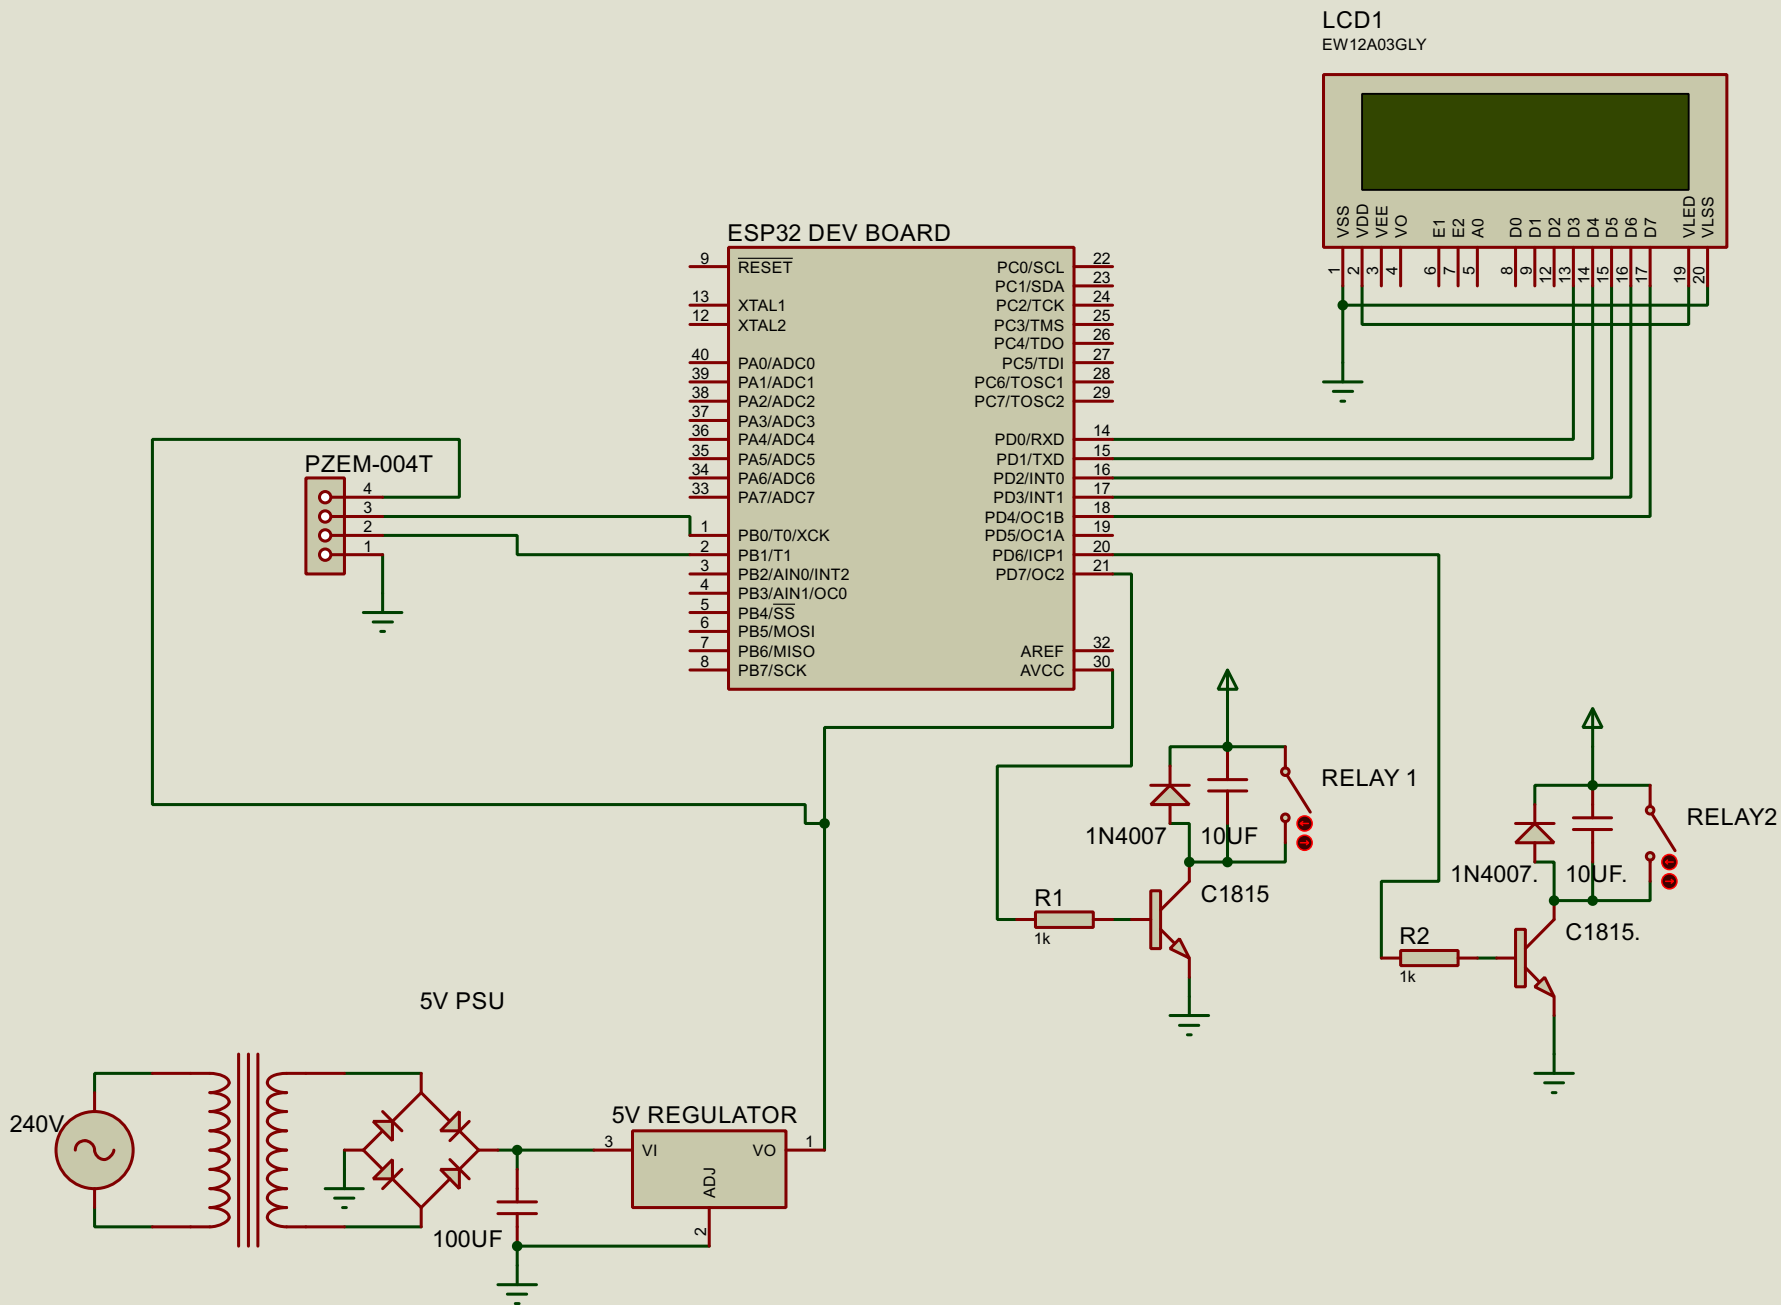 LCD1
EW12A03GLY
VSS
VDD
VEE
VO
E1
E2
A0
D0
D1
D2
D3
D4
D5
D6
D7
VLED
VLSS
1
2
3
4
6
7
5
8
9
12
13
14
15
16
17
19
20
ESP32 DEV BOARD
9 RESET
13 XTAL1
12 XTAL2
40 PA0/ADC0
39 PA1/ADC1
38 PA2/ADC2
37 PA3/ADC3
36 PA4/ADC4
35 PA5/ADC5
34 PA6/ADC6
33 PA7/ADC7
1 PB0/T0/XCK
2 PB1/T1
3 PB2/AIN0/INT2
4 PB3/AIN1/OC0
5 PB4/SS
6 PB5/MOSI
7 PB6/MISO
8 PB7/SCK
PC0/SCL 22
PC1/SDA 23
PC2/TCK 24
PC3/TMS 25
PC4/TDO 26
PC5/TDI 27
PC6/TOSC1 28
PC7/TOSC2 29
PD0/RXD 14
PD1/TXD 15
PD2/INT0 16
PD3/INT1 17
PD4/OC1B 18
PD5/OC1A 19
PD6/ICP1 20
PD7/OC2 21
AREF 32
AVCC 30
PZEM-004T
4
3
2
1
RELAY 1
1N4007
10UF
C1815
R1
1k
RELAY2
1N4007.
10UF.
C1815.
R2
1k
5V PSU
240V
100UF
5V REGULATOR
3 VI
VO 1
ADJ
2